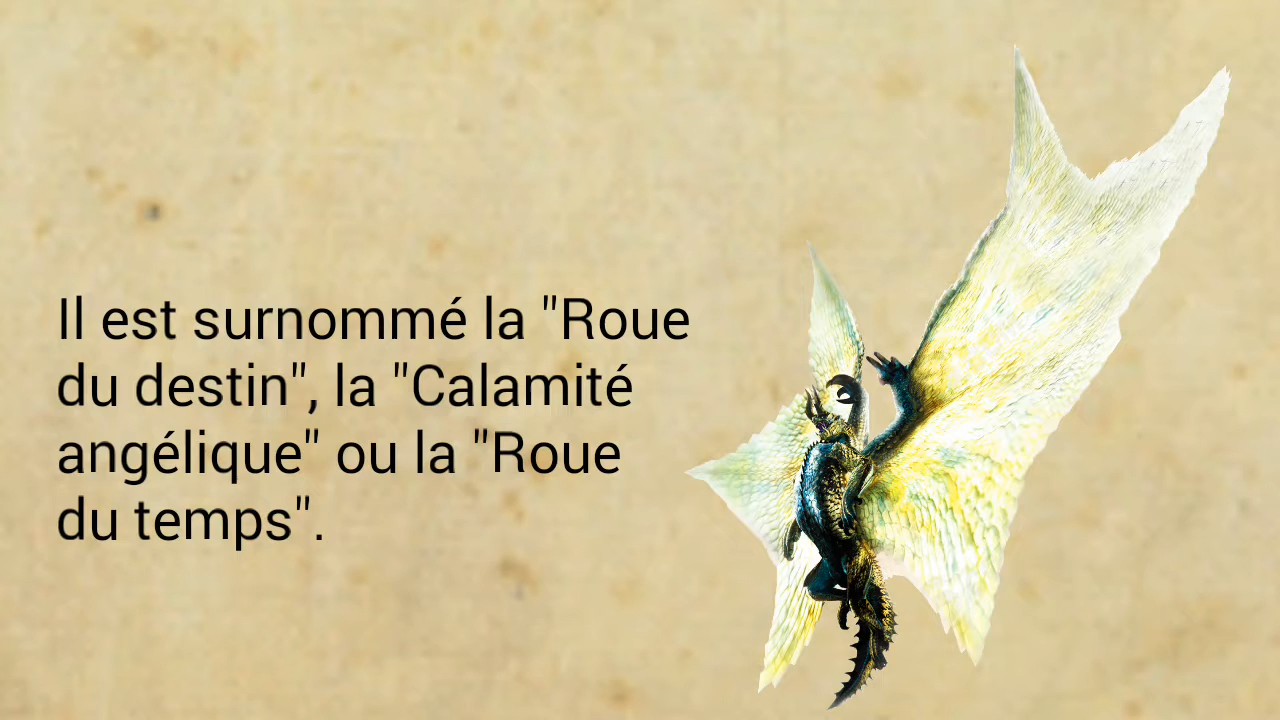 Il est surnommé la "Roue
du destin", la "Calamité
angélique" ou la "Roue
du temps".